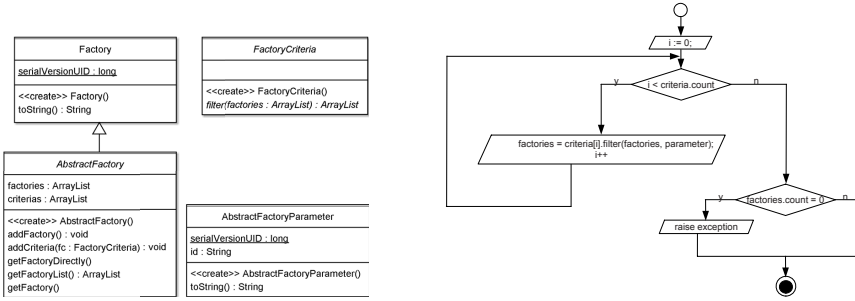 Factory
serialVersionUID : long
<<create>> Factory()
toString() : String
FactoryCriteria
<<create>> FactoryCriteria()
filter(factories : ArrayList) : ArrayList
AbstractFactory
factories : ArrayList
criterias : ArrayList
<<create>> AbstractFactory()
addFactory() : void
addCriteria(fc : FactoryCriteria) : void
getFactoryDirectly()
getFactoryList() : ArrayList
getFactory()
AbstractFactoryParameter
serialVersionUID : long
id : String
<<create>> AbstractFactoryParameter()
toString() : String
i := 0;
y
i < criteria.count
n
factories = criteria[i].filter(factories, parameter);
i++
y
factories.count = 0
n
raise exception